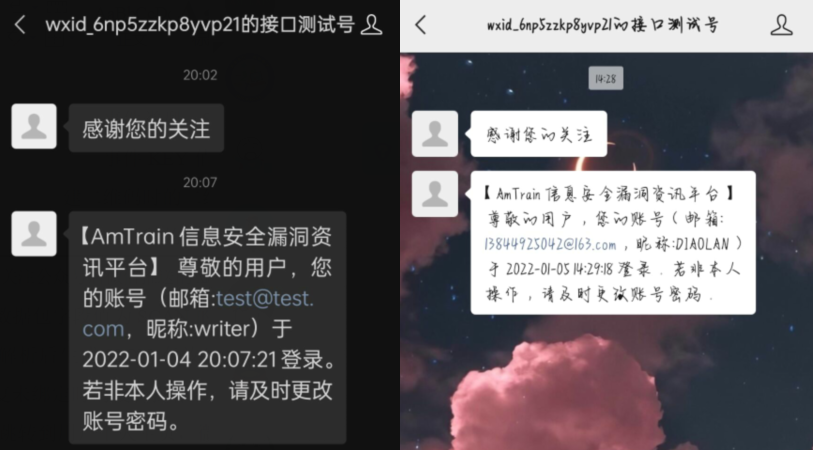 wxid_6np5zzkp8yvp21的接口测试号
20:02
感谢您的关注
20:07
【AmTrain 信息安全漏洞资
讯平台】 尊敬的用户，您
的账号（邮箱:test@test.
com，昵称:writer）于
2022-01-04 20:07:21 登录。
若非本人操作，请及时更改
账号密码。
wxid_6np5zzkp8yvp21的接口测试号
14:28
感谢您的关注
【 AmTrain 信息安全漏洞资讯平台 】
尊敬的用户，您的账号（ 邮箱:
13844925042@163.com ，昵称:DIAOLAN ）
于 2022-01-05 14:29:18 登录．若非本人
操作，请及时更改账号密码．